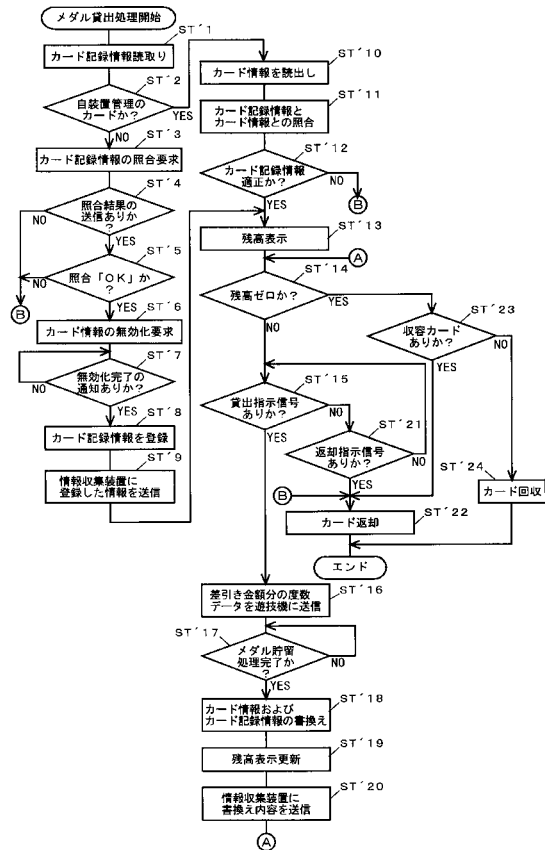 メダル貸出処理開始
ST´1
カード記録情報読取り
ST´2
自装置管理の
カードか?
YES
NO
ST´3
カード記録情報の照合要求
ST´4
照合結果の
送信ありか
?
NO
YES
ST´5
照合「OK」か
?
NO
YES
B
ST´6
カード情報の無効化要求
ST´7
無効化完了の
通知ありか?
NO
YES
ST´8
カード記録情報を登録
ST´9
情報収集装置に
登録した情報を送信
ST´10
カード情報を読出し
ST´11
カード記録情報と
カード情報との照合
ST´12
カード記録情報
適正か?
NO
B
YES
ST´13
残高表示
A
ST´14
残高ゼロか?
YES
NO
ST´23
収容カード
ありか?
NO
YES
ST´15
貸出指示信号
ありか?
NO
YES
ST´21
返却指示信号
ありか?
NO
YES
ST´24
カード回収
B
ST´22
カード返却
エンド
ST´16
差引き金額分の度数
データを遊技機に送信
ST´17
メダル貯留
処理完了か
?
NO
YES
ST´18
カード情報および
カード記録情報の書換え
ST´19
残高表示更新
ST´20
情報収集装置に
書換え内容を送信
A